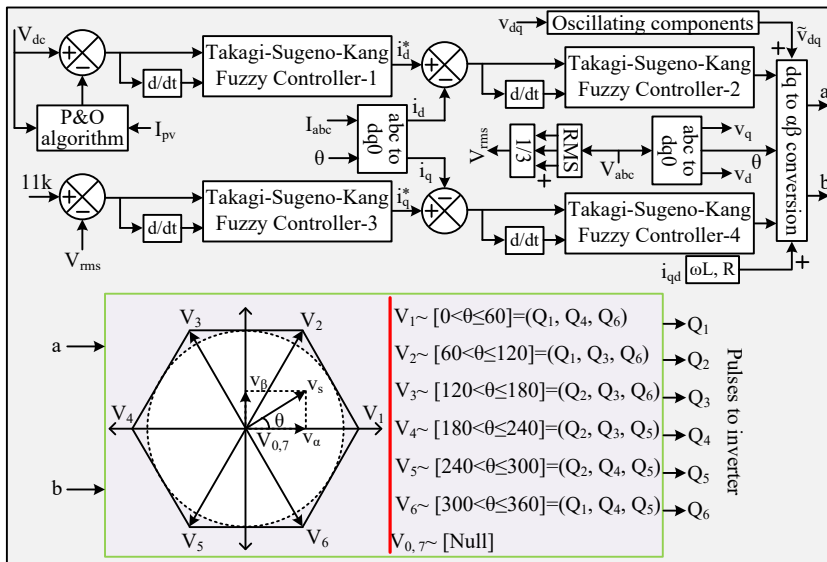 V_dc
P&O algorithm
I_pv
d/dt
Takagi-Sugeno-Kang
Fuzzy Controller-1
i_d^*
v_dq
Oscillating components
ṽ_dq
d/dt
Takagi-Sugeno-Kang
Fuzzy Controller-2
I_abc
θ
abc to dq0
i_d
i_q
V_rms
1/3
RMS
V_abc
abc to dq0
v_q
θ
v_d
dq to αβ conversion
a
b
11k
V_rms
d/dt
Takagi-Sugeno-Kang
Fuzzy Controller-3
i_q^*
d/dt
Takagi-Sugeno-Kang
Fuzzy Controller-4
i_qd
ωL, R
a
b
V_3
V_2
V_4
V_1
V_5
V_6
v_β
v_s
θ
V_0,7
v_α
V_1~ [0<θ≤60]=(Q_1, Q_4, Q_6)
V_2~ [60<θ≤120]=(Q_1, Q_3, Q_6)
V_3~ [120<θ≤180]=(Q_2, Q_3, Q_6)
V_4~ [180<θ≤240]=(Q_2, Q_3, Q_5)
V_5~ [240<θ≤300]=(Q_2, Q_4, Q_5)
V_6~ [300<θ≤360]=(Q_1, Q_4, Q_5)
V_0, 7~ [Null]
Q_1
Q_2
Q_3
Q_4
Q_5
Q_6
Pulses to inverter